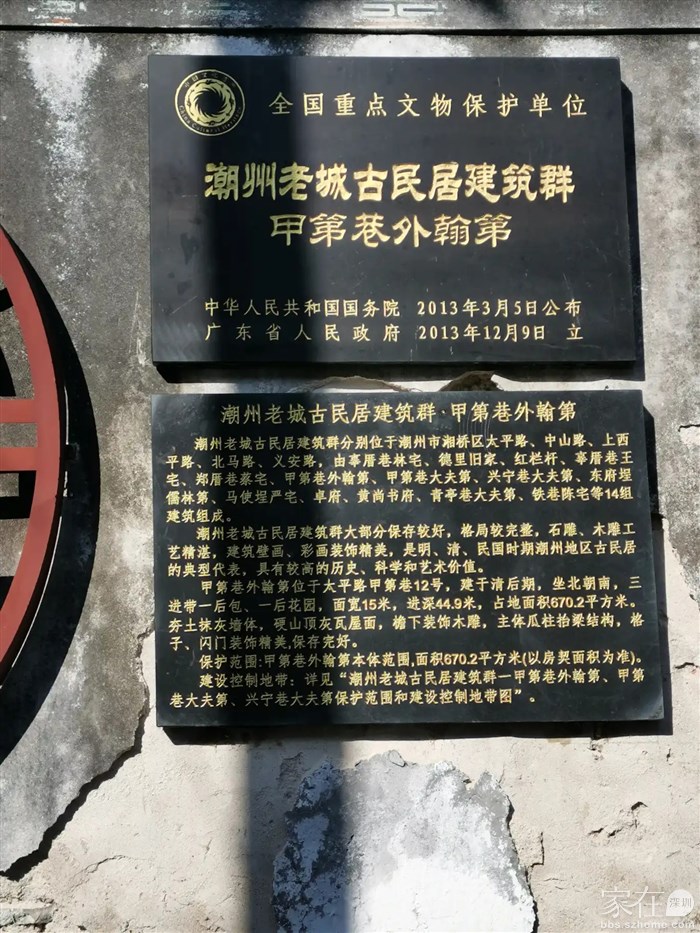 全国重点文物保护单位
潮州老城古民居建筑群
甲第巷外翰第
中华人民共和国国务院 2013年3月5日公布
广东省人民政府 2013年12月9日 立
潮州老城古民居建筑群·甲第巷外翰第
潮州老城古民居建筑群分别位于潮州市湘桥区太平路、中山路、上西
平路、北马路、义安路，由辜厝巷林宅、德里旧家、红栏杆、辜厝巷王
宅、郑厝巷蔡宅、甲第巷外翰第、甲第巷大夫第、兴宁巷大夫第、东府埕
儒林第、马使埕严宅、卓府、黄尚书府、青亭巷大夫第、铁巷陈宅等14组
建筑组成。
潮州老城古民居建筑群大部分保存较好，格局较完整，石雕、木雕工
艺精湛，建筑壁画、彩画装饰精美，是明、清、民国时期潮州地区古民居
的典型代表，具有较高的历史、科学和艺术价值。
甲第巷外翰第位于太平路甲第巷12号，建于清后期，坐北朝南，三
进带一后包、一后花园，面宽15米，进深44.9米，占地面积670.2平方米。
夯土抹灰墙体，硬山顶灰瓦屋面，檐下装饰木雕，主体瓜柱抬梁结构，格
子、闪门装饰精美，保存完好。
保护范围：甲第巷外翰第本体范围，面积670.2平方米(以房契面积为准)。
建设控制地带：详见“潮州老城古民居建筑群一甲第巷外翰第、甲第
巷大夫第、兴宁巷大夫第保护范围和建设控制地带图”。
家在深圳
bbs.szhome.com